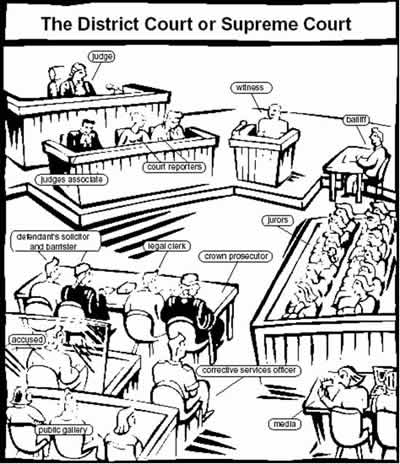 The District Court or Supreme Court
judge
witness
bailiff
court reporters
judges associate
jurors
defendant's solicitor
and barrister
legal clerk
crown prosecutor
accused
corrective services officer
public gallery
media